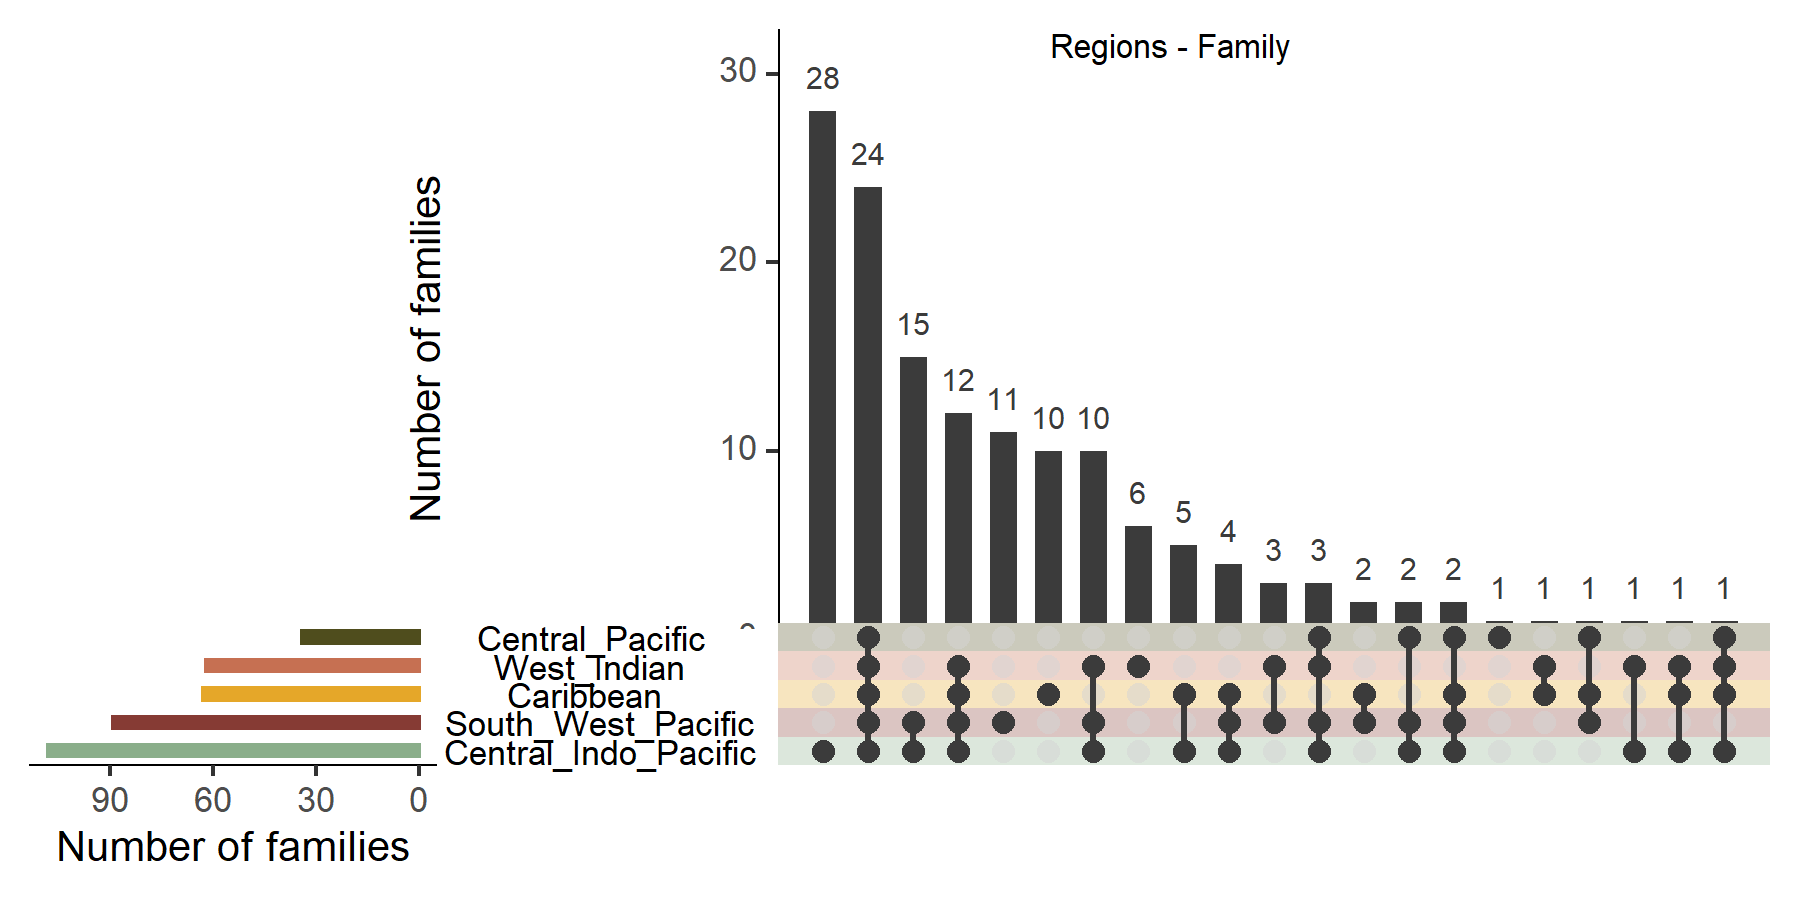 Regions - Family
30
20
10
0
Number of families
28
24
15
12
11
10
10
6
5
4
3
3
2
2
2
1
1
1
1
1
1
Central_Pacific
West_Indian
Caribbean
South_West_Pacific
Central_Indo_Pacific
90 60 30 0
Number of families